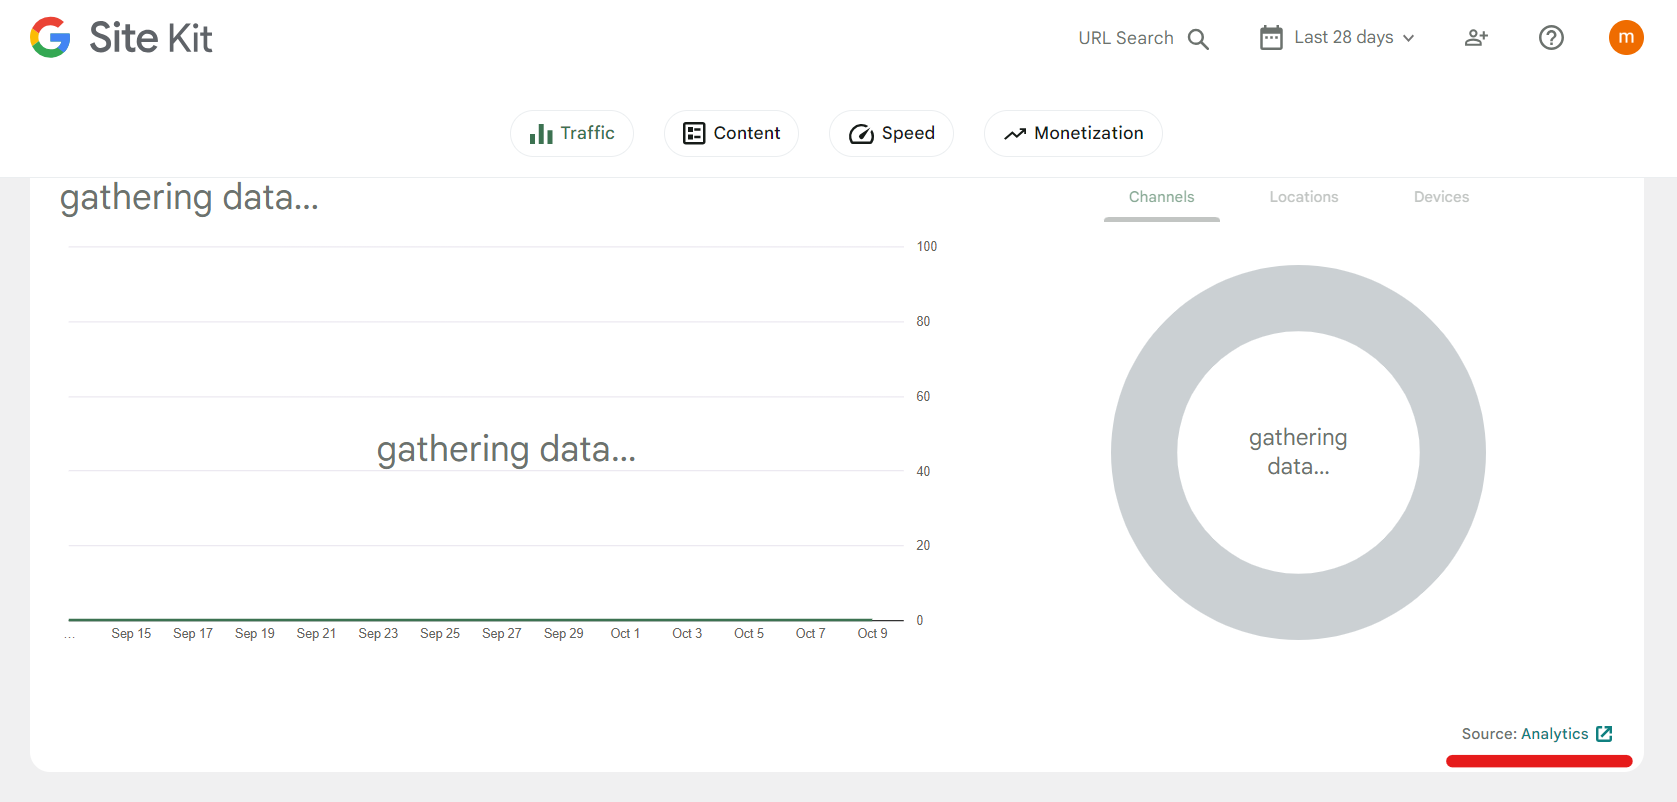 Site Kit
URL Search
Last 28 days
m
Traffic
Content
Speed
Monetization
gathering data...
Channels
Locations
Devices
100
80
60
40
20
0
gathering data...
... Sep 15 Sep 17 Sep 19 Sep 21 Sep 23 Sep 25 Sep 27 Sep 29 Oct 1 Oct 3 Oct 5 Oct 7 Oct 9
gathering
data...
Source: Analytics